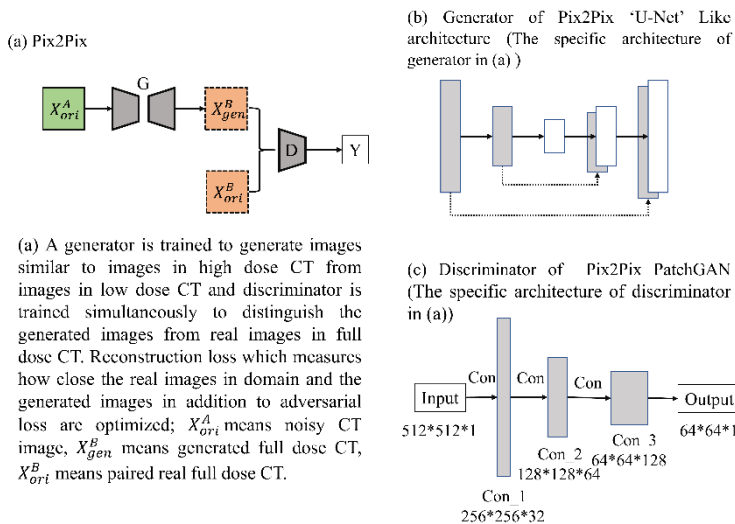 (a) Pix2Pix
G
X^A_ori
X^B_gen
D
Y
X^B_ori
(a) A generator is trained to generate images
similar to images in high dose CT from
images in low dose CT and discriminator is
trained simultaneously to distinguish the
generated images from real images in full
dose CT. Reconstruction loss which measures
how close the real images in domain and the
generated images in addition to adversarial
loss are optimized; X^A_ori means noisy CT
image, X^B_gen means generated full dose CT,
X^B_ori means paired real full dose CT.
(b) Generator of Pix2Pix ‘U-Net’ Like
architecture (The specific architecture of
generator in (a) )
(c) Discriminator of Pix2Pix PatchGAN
(The specific architecture of discriminator
in (a))
Con
Con
Con
Input
Output
512*512*1
64*64*1
Con_3
64*64*128
Con_2
128*128*64
Con_1
256*256*32